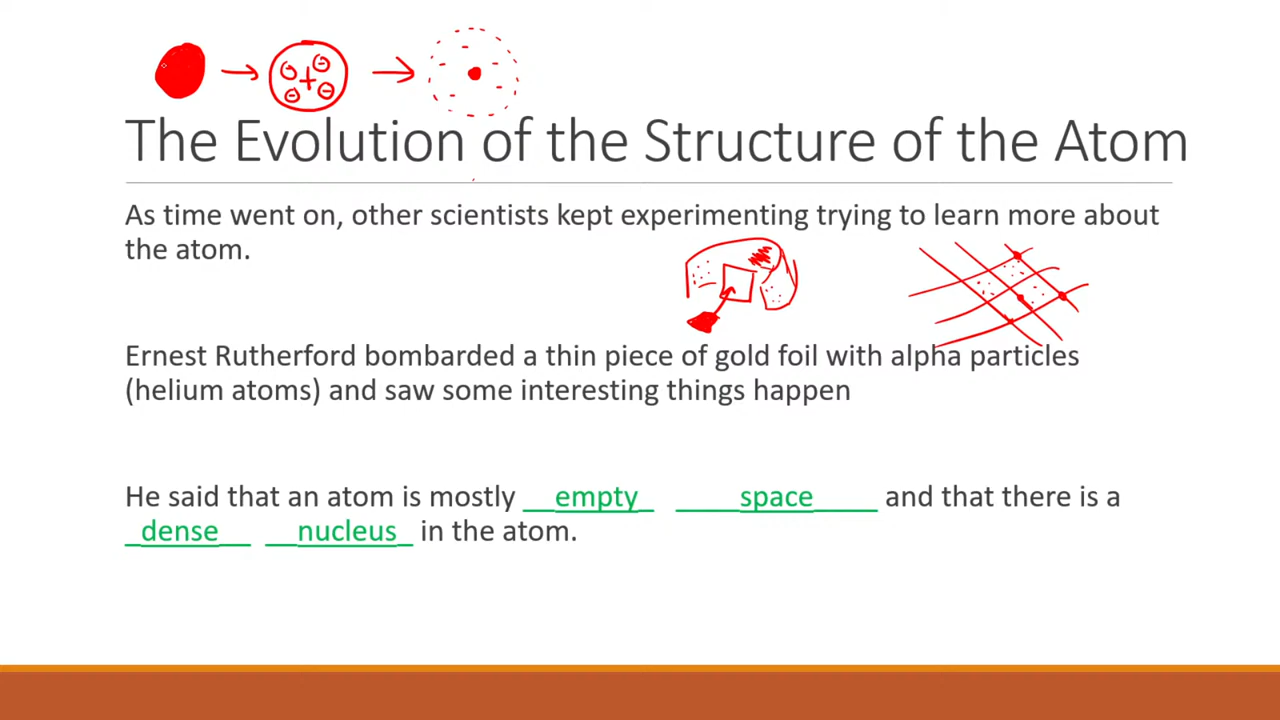 The Evolution of the Structure of the Atom
As time went on, other scientists kept experimenting trying to learn more about
the atom.
Ernest Rutherford bombarded a thin piece of gold foil with alpha particles
(helium atoms) and saw some interesting things happen
He said that an atom is mostly __empty_ _____space_____ and that there is a
_dense__ __nucleus_ in the atom.